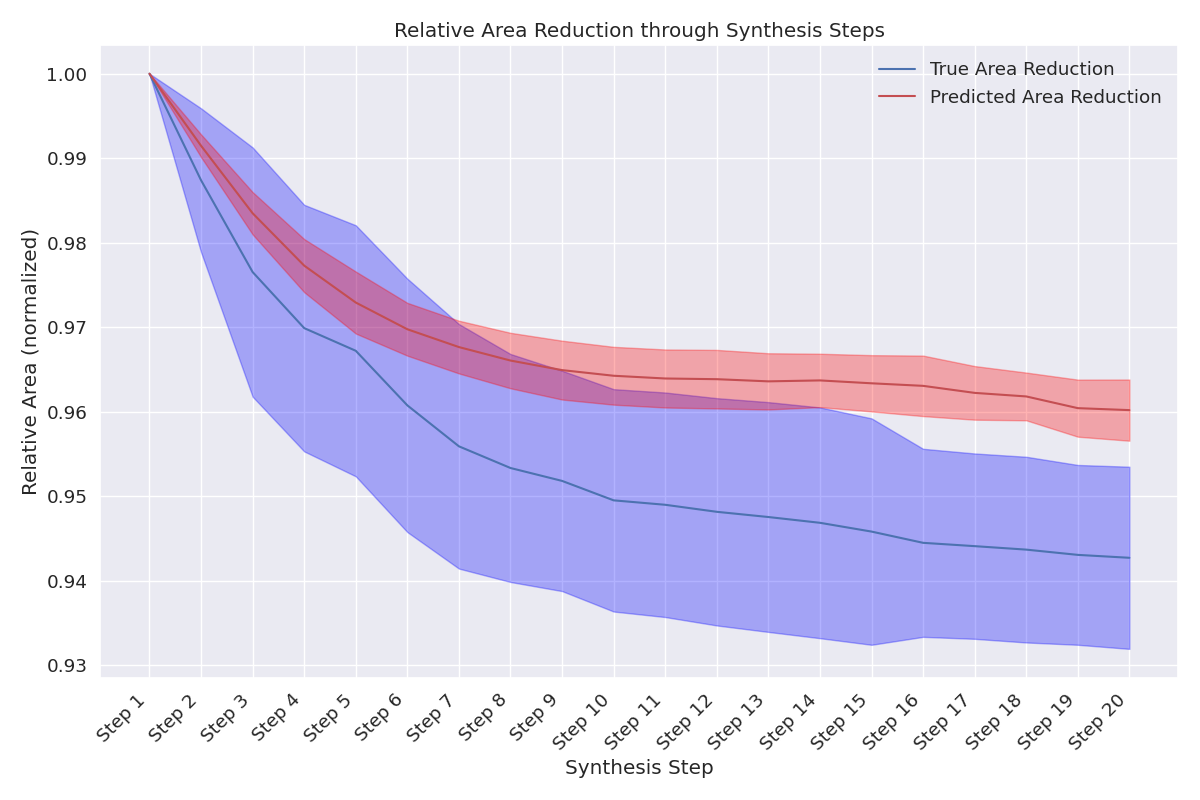 Relative Area Reduction through Synthesis Steps
True Area Reduction
Predicted Area Reduction
Relative Area (normalized)
1.00
0.99
0.98
0.97
0.96
0.95
0.94
0.93
Step 1
Step 2
Step 3
Step 4
Step 5
Step 6
Step 7
Step 8
Step 9
Step 10
Step 11
Step 12
Step 13
Step 14
Step 15
Step 16
Step 17
Step 18
Step 19
Step 20
Synthesis Step